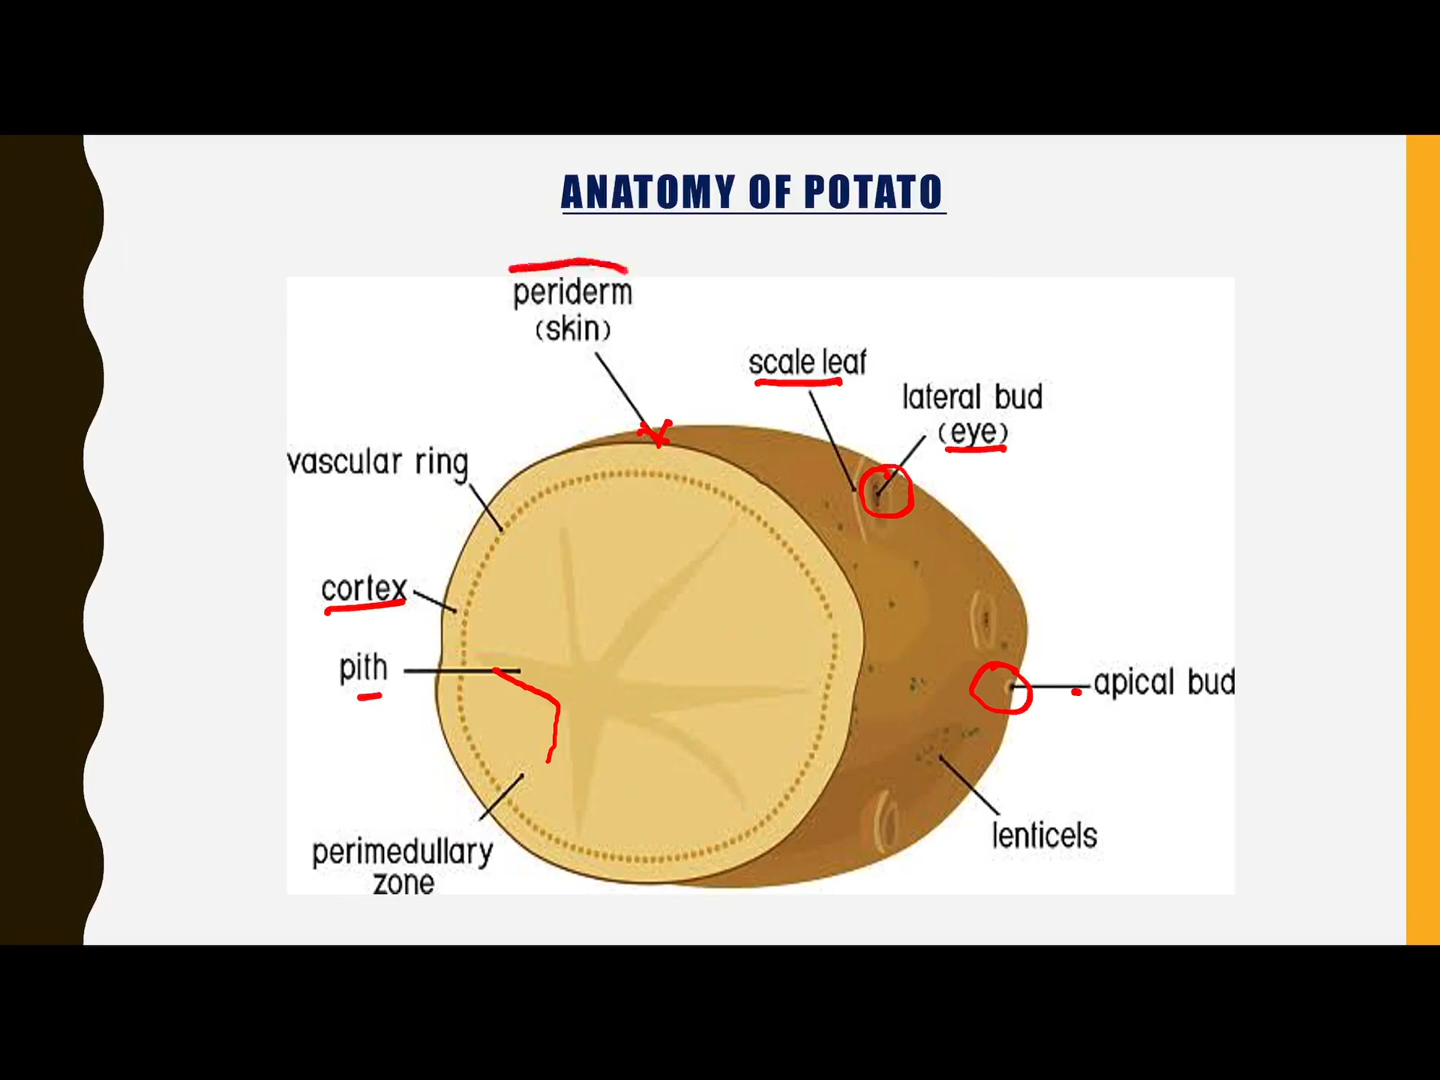 ANATOMY OF POTATO
periderm
(skin)
scale leaf
lateral bud
(eye)
vascular ring
cortex
pith
apical bud
lenticels
perimedullary
zone